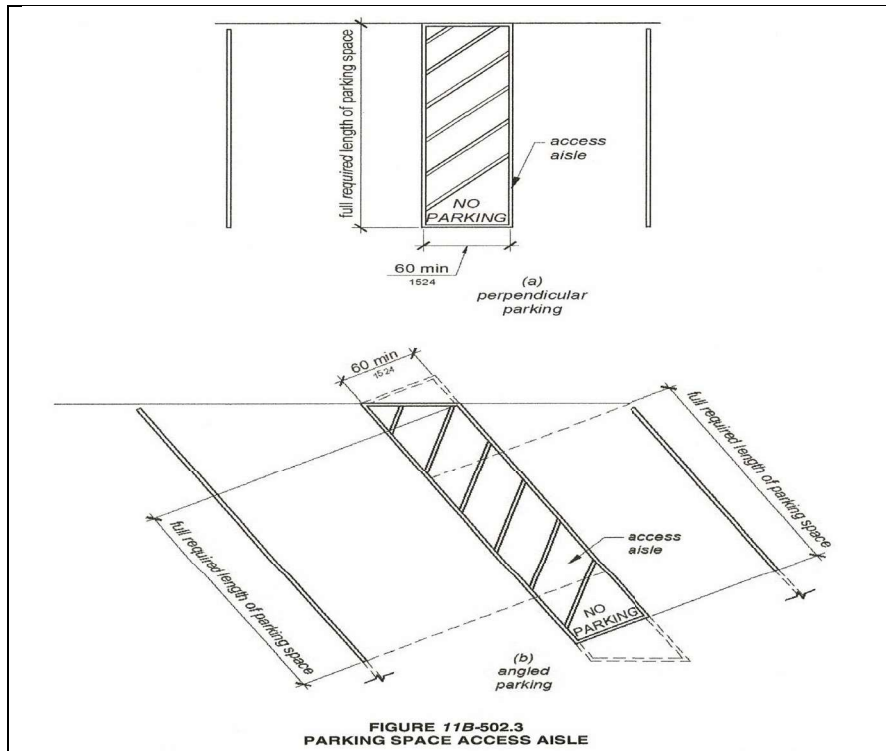 full required length of parking space
access
aisle
NO
PARKING
60 min
1524
(a)
perpendicular
parking
60 min
1524
full required length of parking space
full required length of parking space
access
aisle
NO
PARKING
(b)
angled
parking
FIGURE 11B-502.3
PARKING SPACE ACCESS AISLE